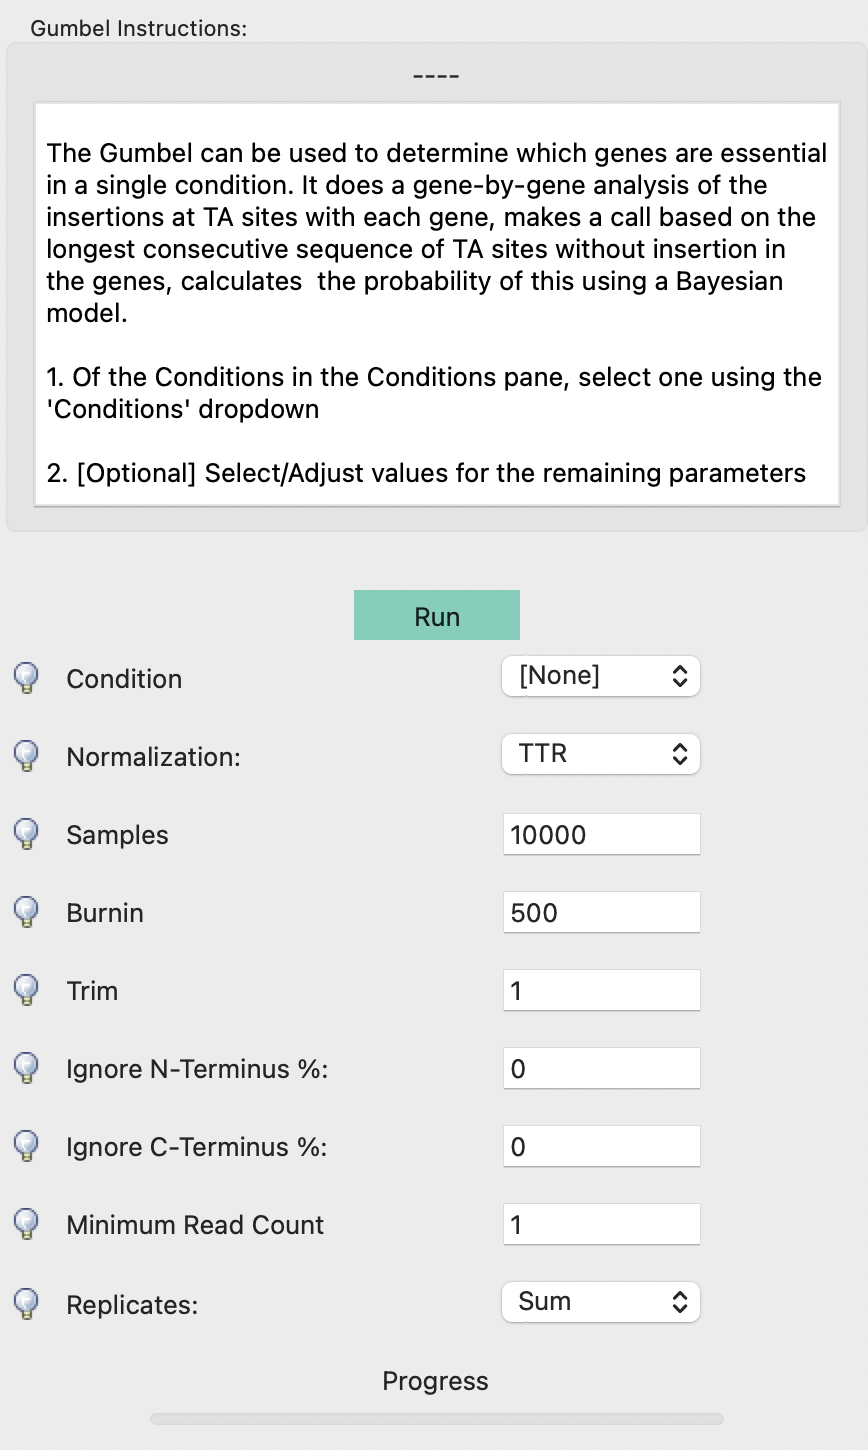 Gumbel Instructions:
----
The Gumbel can be used to determine which genes are essential
in a single condition. It does a gene-by-gene analysis of the
insertions at TA sites with each gene, makes a call based on the
longest consecutive sequence of TA sites without insertion in
the genes, calculates  the probability of this using a Bayesian
model.
1. Of the Conditions in the Conditions pane, select one using the
'Conditions' dropdown
2. [Optional] Select/Adjust values for the remaining parameters
Run
Condition [None]
Normalization: TTR
Samples 10000
Burnin 500
Trim 1
Ignore N-Terminus %: 0
Ignore C-Terminus %: 0
Minimum Read Count 1
Replicates: Sum
Progress